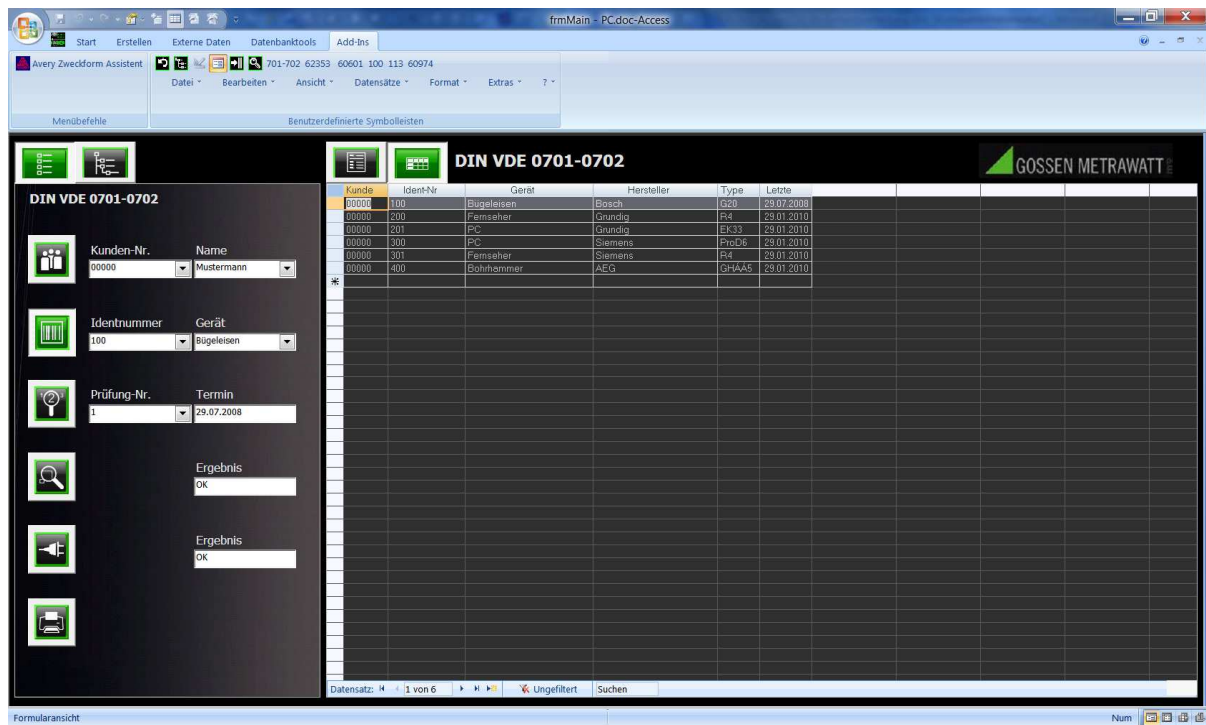 frmMain - PC.doc-Access
Start Erstellen Externe Daten Datenbanktools Add-Ins
Avery Zweckform Assistent 701-702 62353 60601 100 113 60974
Datei Bearbeiten Ansicht Datensätze Format Extras ?
Menübefehle Benutzerdefinierte Symbolleisten
DIN VDE 0701-0702
GOSSEN METRAWATT
DIN VDE 0701-0702
Kunden-Nr. Name
00000 Mustermann
Identnummer Gerät
100 Bügeleisen
Prüfung-Nr. Termin
1 29.07.2008
Ergebnis
OK
Ergebnis
OK
Kunde Ident-Nr Gerät Hersteller Type Letzte
00000 100 Bügeleisen Bosch G20 29.07.2008
00000 200 Fernseher Grundig R4 29.01.2010
00000 201 PC Grundig EK33 29.01.2010
00000 300 PC Siemens ProD6 29.01.2010
00000 301 Fernseher Siemens R4 29.01.2010
00000 400 Bohrhammer AEG 29.01.2010
Datensatz: 1 von 6 Ungefiltert Suchen
Formularansicht Num